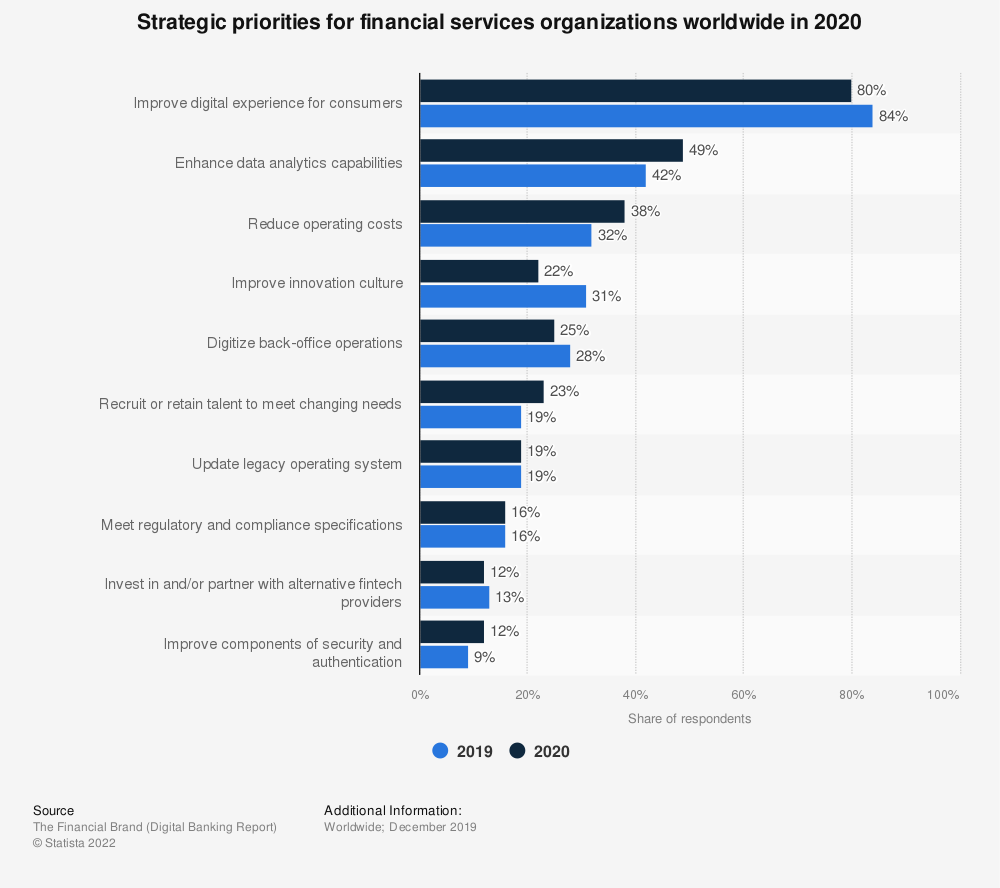 Strategic priorities for financial services organizations worldwide in 2020
Improve digital experience for consumers
80%
84%
Enhance data analytics capabilities
49%
42%
Reduce operating costs
38%
32%
Improve innovation culture
22%
31%
Digitize back-office operations
25%
28%
Recruit or retain talent to meet changing needs
23%
19%
Update legacy operating system
19%
19%
Meet regulatory and compliance specifications
16%
16%
Invest in and/or partner with alternative fintech
providers
12%
13%
Improve components of security and
authentication
12%
9%
0%
20%
40%
60%
80%
100%
Share of respondents
2019
2020
Source
The Financial Brand (Digital Banking Report)
© Statista 2022
Additional Information:
Worldwide; December 2019